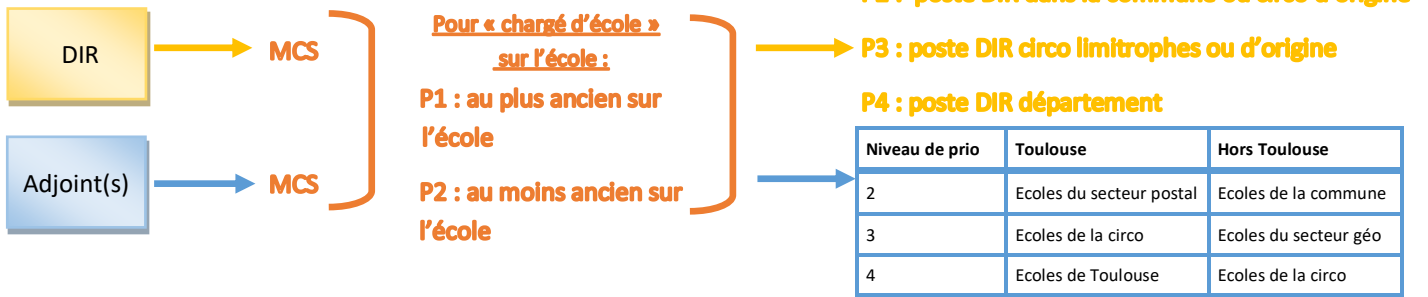 DIR
MCS
Adjoint(s)
MCS
Pour « chargé d'école »
sur l'école :
P1 : au plus ancien sur
l'école
P2 : au moins ancien sur
l'école
P3 : poste DIR circo limitrophes ou d'origine
P4 : poste DIR département
Niveau de prio Toulouse Hors Toulouse
2 Ecoles du secteur postal Ecoles de la commune
3 Ecoles de la circo Ecoles du secteur géo
4 Ecoles de Toulouse Ecoles de la circo